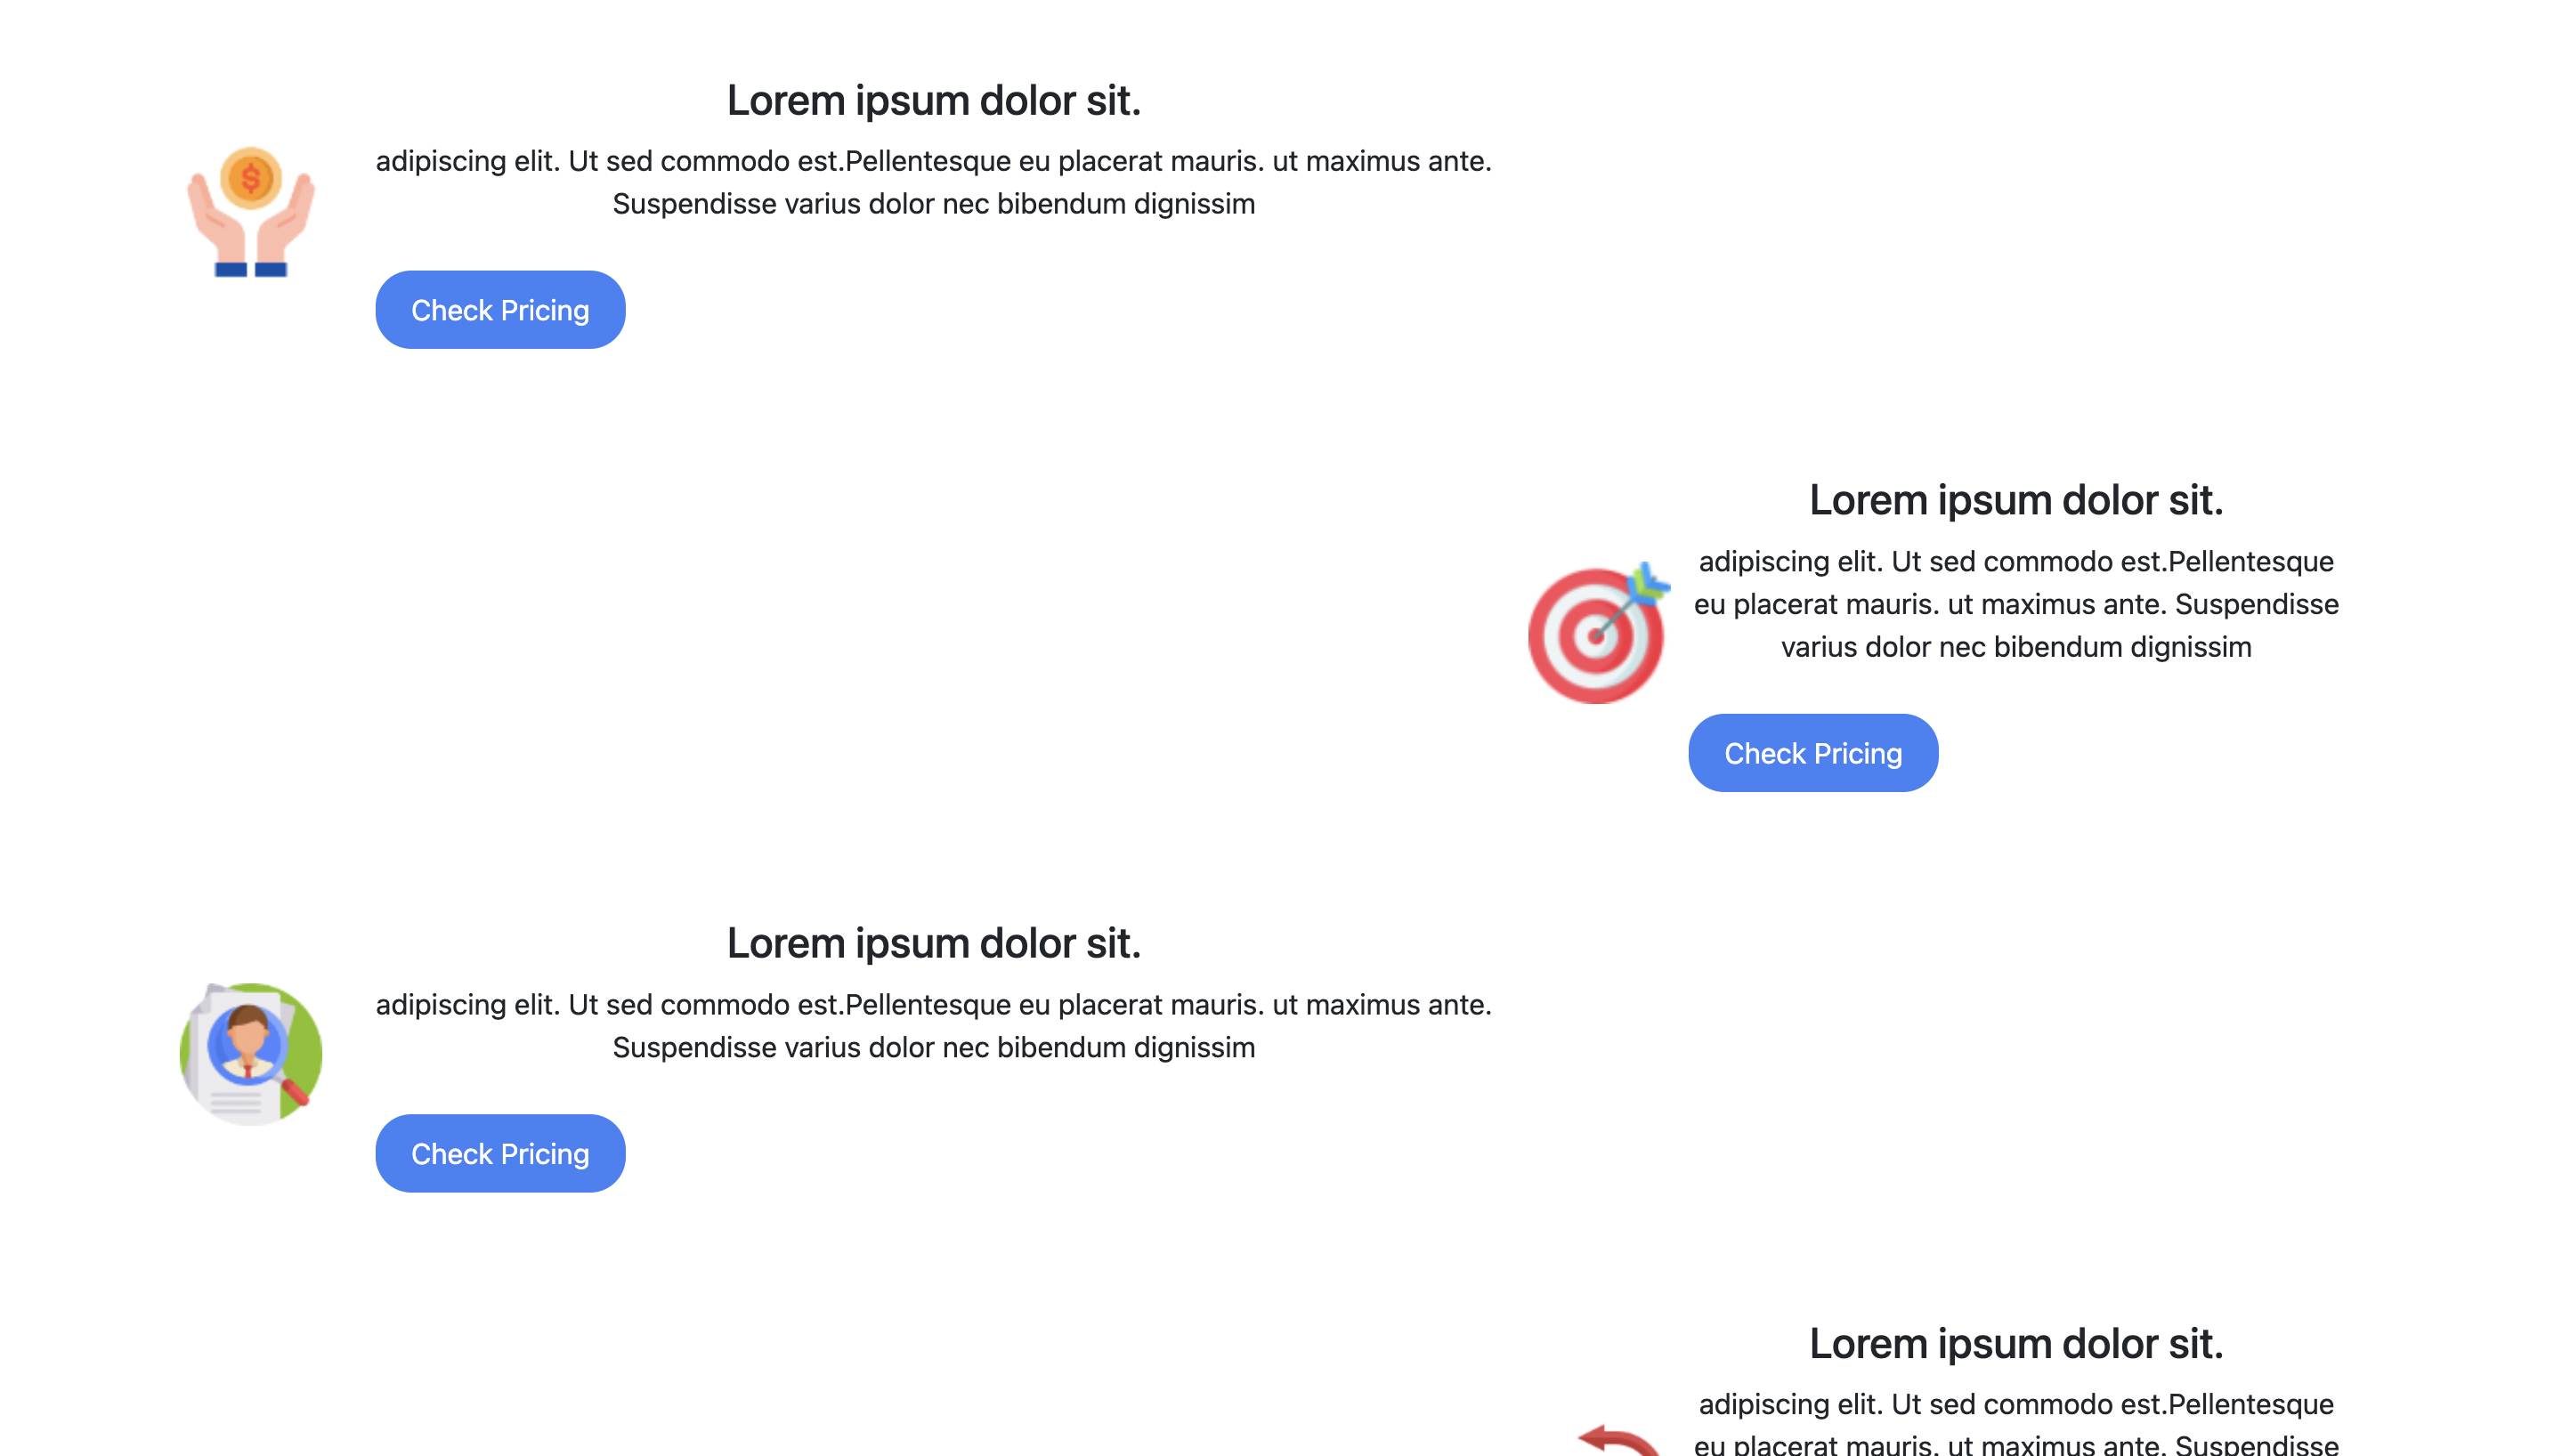 Lorem ipsum dolor sit.
adipiscing elit. Ut sed commodo est.Pellentesque eu placerat mauris. ut maximus ante.
Suspendisse varius dolor nec bibendum dignissim
$
Check Pricing
Lorem ipsum dolor sit.
adipiscing elit. Ut sed commodo est.Pellentesque
eu placerat mauris. ut maximus ante. Suspendisse
varius dolor nec bibendum dignissim
Check Pricing
Lorem ipsum dolor sit.
adipiscing elit. Ut sed commodo est.Pellentesque eu placerat mauris. ut maximus ante.
Suspendisse varius dolor nec bibendum dignissim
Check Pricing
Lorem ipsum dolor sit.
adipiscing elit. Ut sed commodo est.Pellentesque
eu placerat mauris. ut maximus ante. Suspendisse